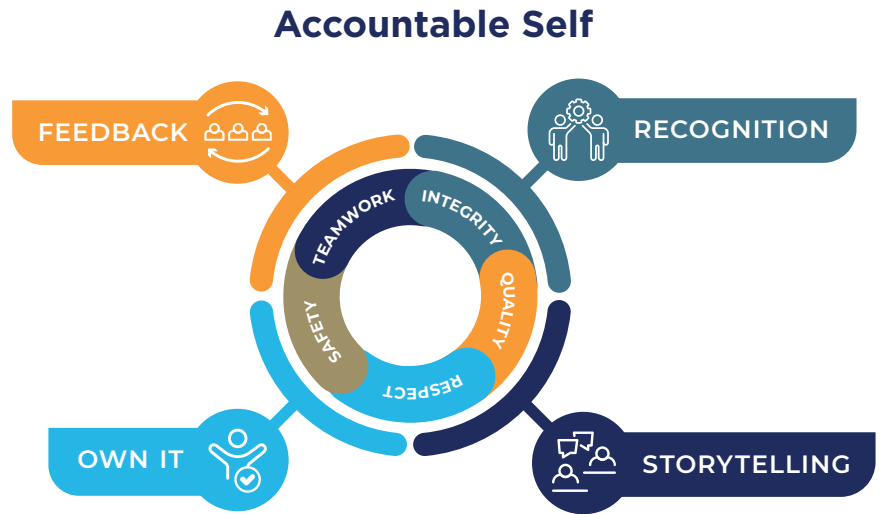 Accountable Self
FEEDBACK
RECOGNITION
TEAMWORK
INTEGRITY
QUALITY
RESPECT
SAFETY
OWN IT
STORYTELLING